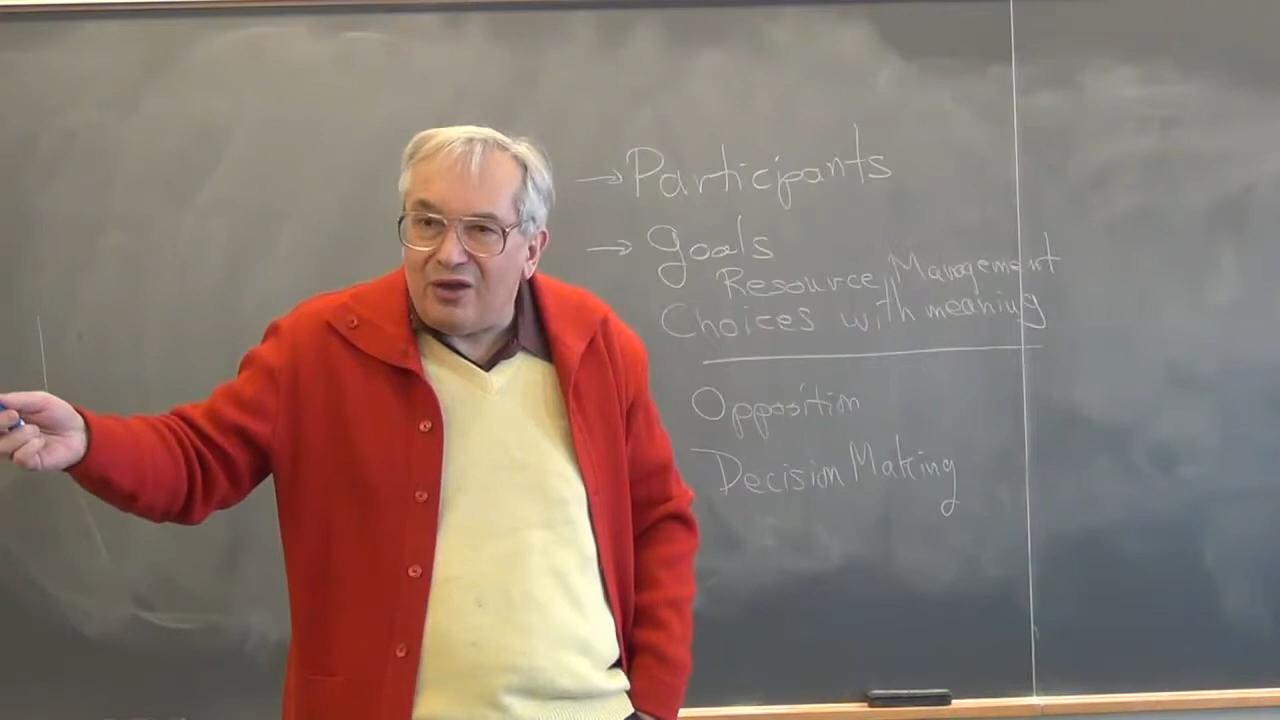 → Participants
→ Goals
Resource Management
Choices with meaning
Opposition
Decision Making